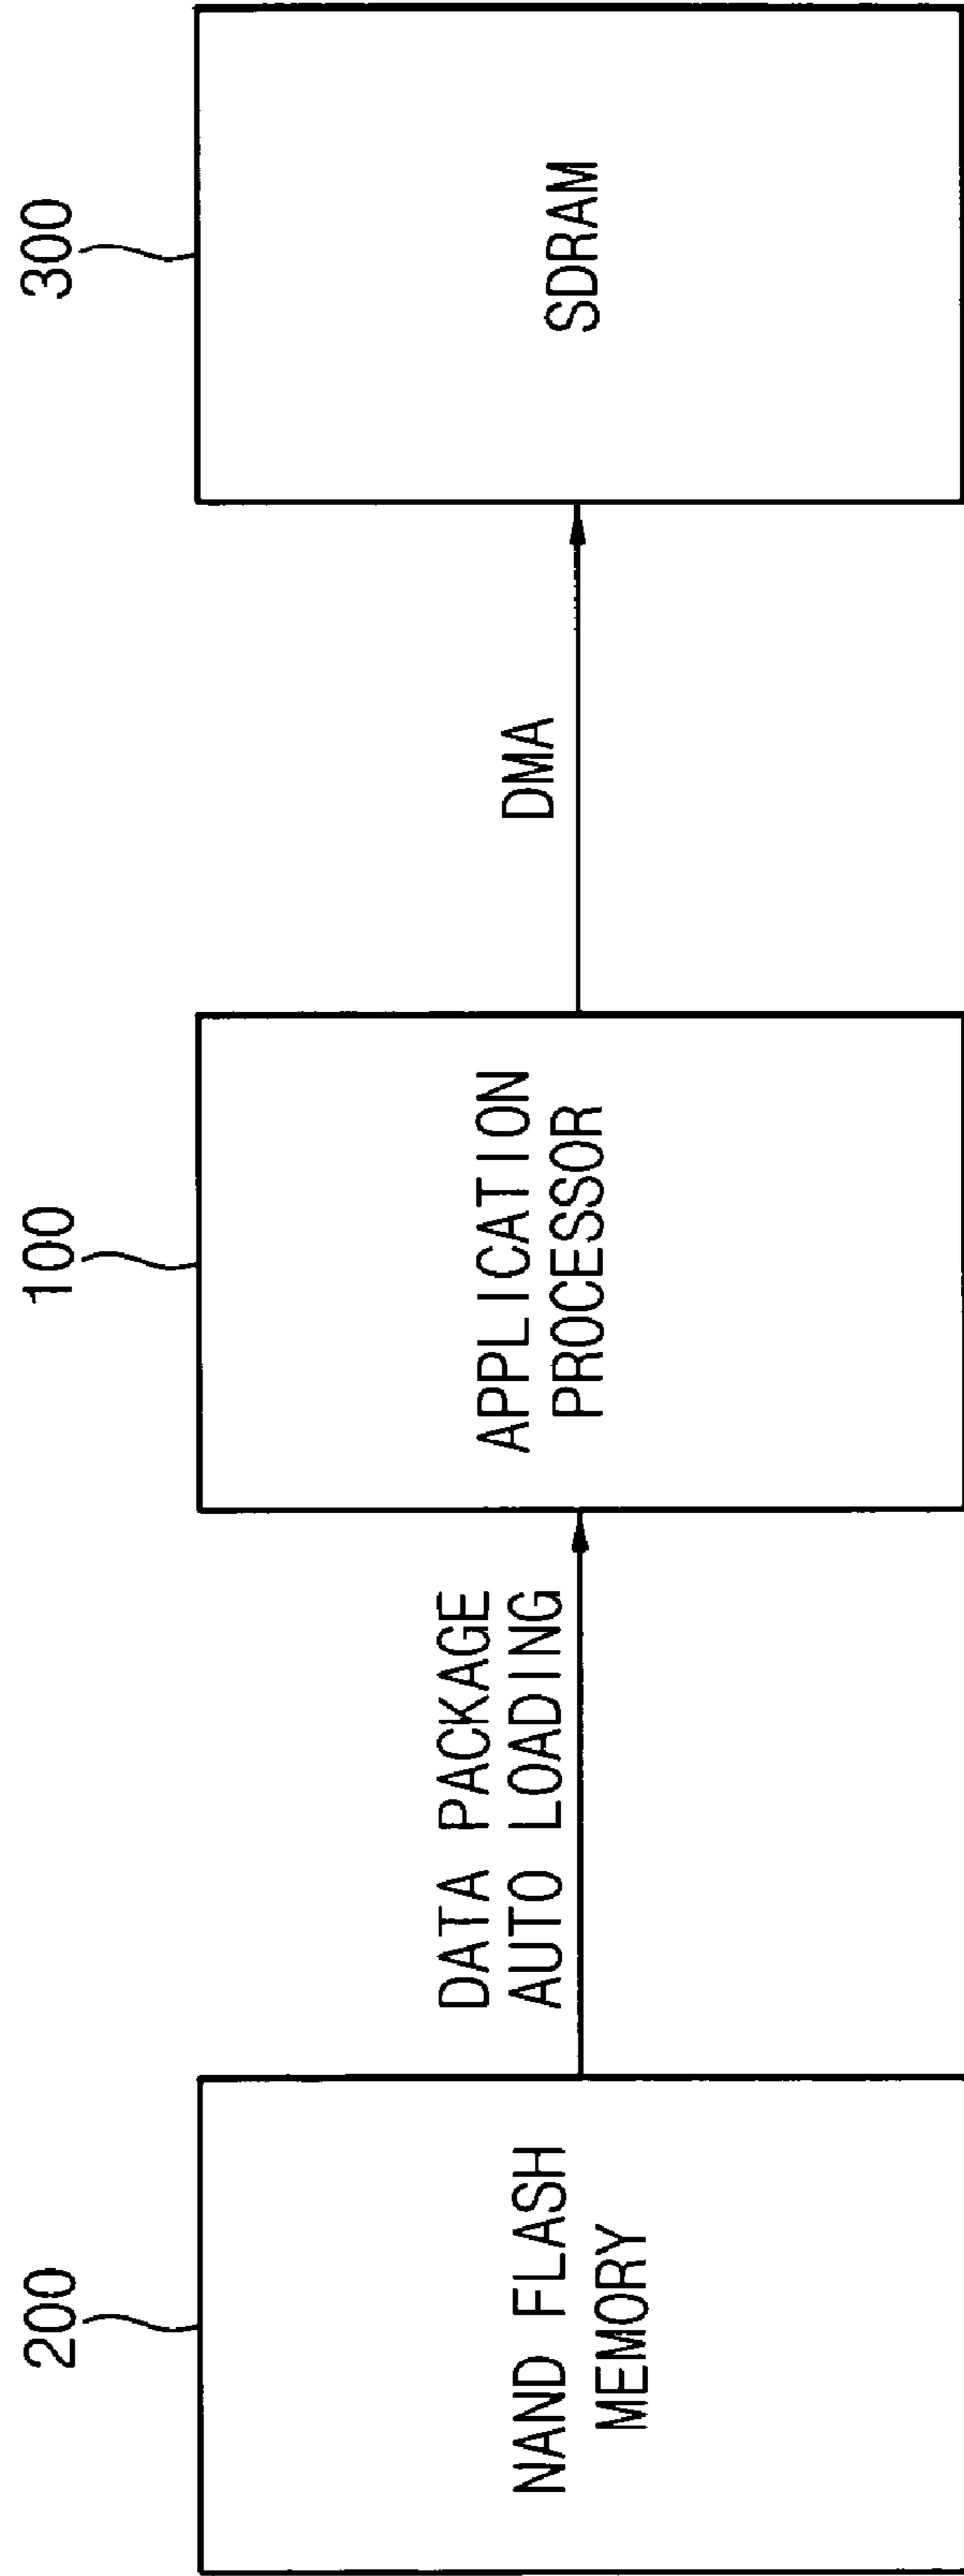 200
100
300
NAND FLASH
MEMORY
DATA PACKAGE
AUTO LOADING
APPLICATION
PROCESSOR
DMA
SDRAM